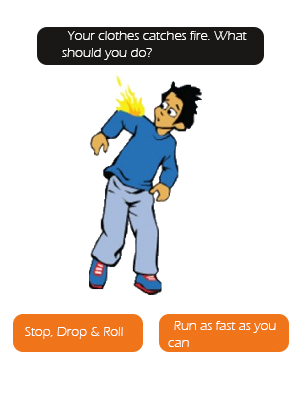 Your clothes catches fire. What
should you do?
Stop, Drop & Roll
Run as fast as you
can